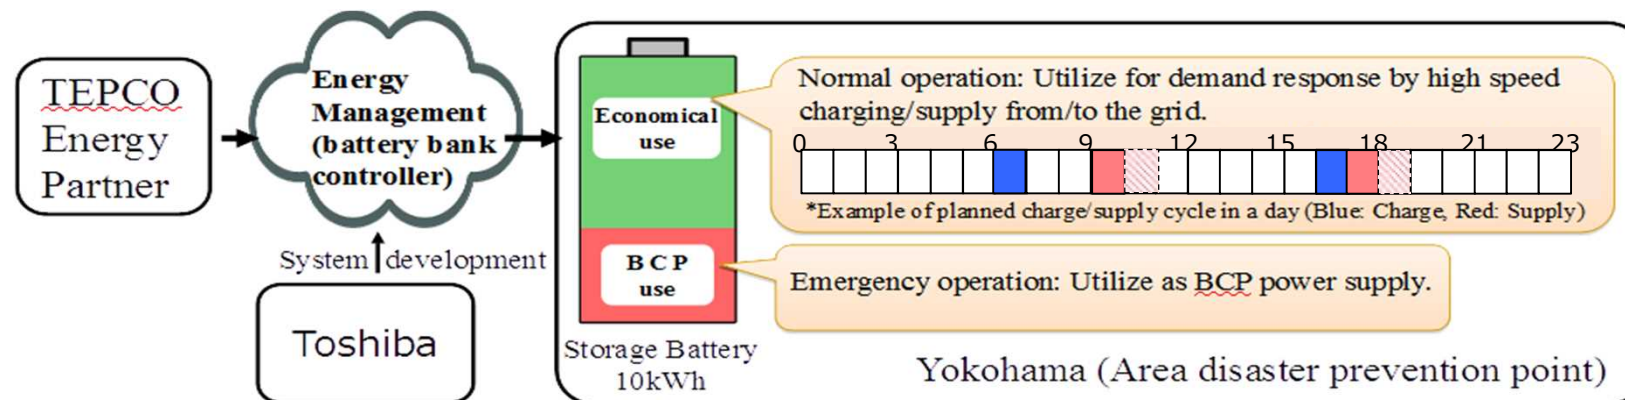 TEPCO
Energy
Partner
Energy
Management
(battery bank
controller)
System development
Toshiba
Economical
use
BCP
use
Storage Battery
10kWh
Normal operation: Utilize for demand response by high speed
charging/supply from/to the grid.
0 3 6 9 12 15 18 21 23
*Example of planned charge/supply cycle in a day (Blue: Charge, Red: Supply)
Emergency operation: Utilize as BCP power supply.
Yokohama (Area disaster prevention point)